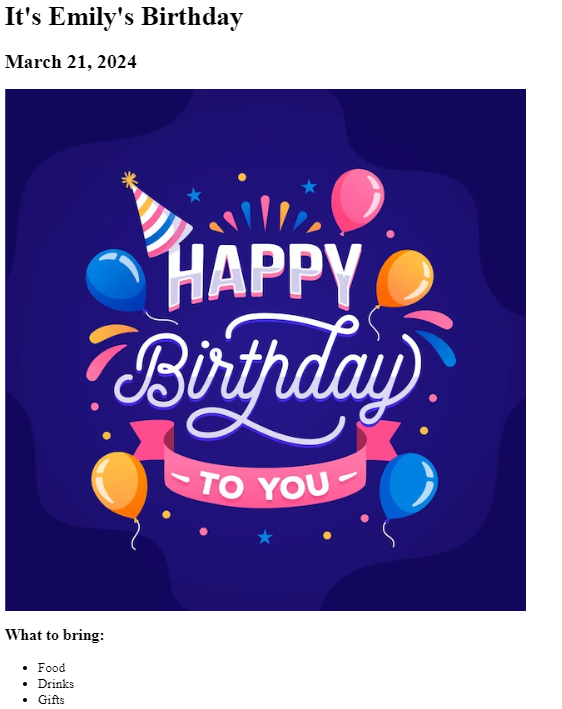 It's Emily's Birthday
March 21, 2024
HAPPY
Birthday
- TO YOU -
What to bring:
• Food
• Drinks
• Gifts